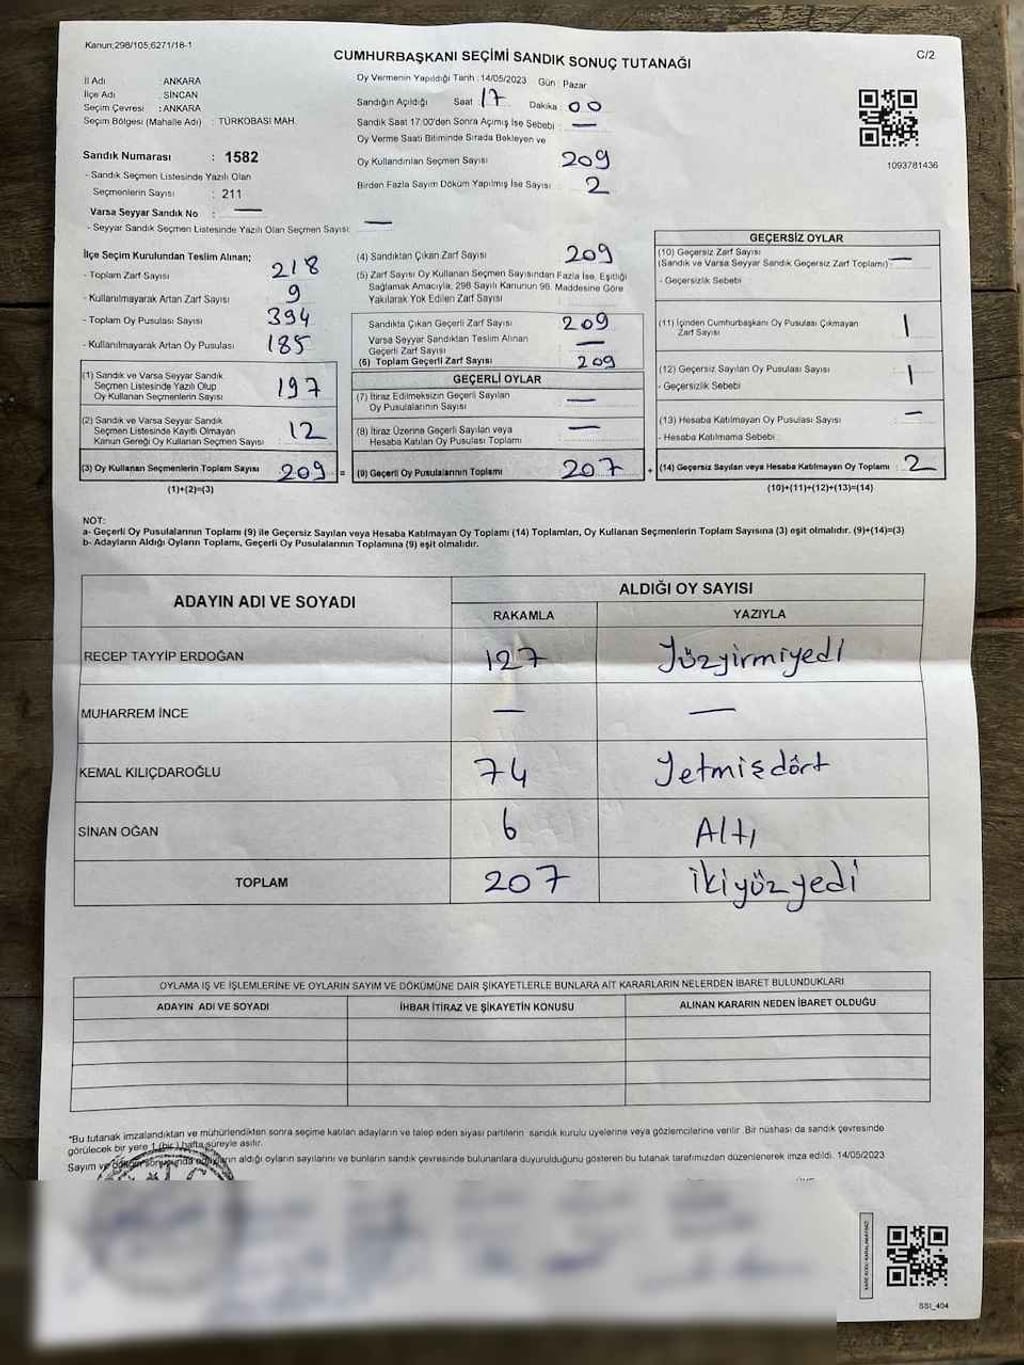 Kanun;298/105;6271/18-1
CUMHURBAŞKANI SEÇİMİ SANDIK SONUÇ TUTANAĞI
C/2
İl Adı : ANKARA
İlçe Adı : SİNCAN
Seçim Çevresi : ANKARA
Seçim Bölgesi (Mahalle Adı) : TÜRKOBASI MAH.
Sandık Numarası : 1582
- Sandık Seçmen Listesinde Yazılı Olan
Seçmenlerin Sayısı : 211
Varsa Seyyar Sandık No : —
- Seyyar Sandık Seçmen Listesinde Yazılı Olan Seçmen Sayısı: —
Oy Vermenin Yapıldığı Tarih : 14/05/2023 Gün Pazar
Sandığın Açıldığı Saat 17 Dakika 00
Sandık Saat 17:00'den Sonra Açımış İse Sebebi : —
Oy Verme Saati Bitiminde Sırada Bekleyen ve
Oy Kullandırılan Seçmen Sayısı 209
Birden Fazla Sayım Döküm Yapılmış İse Sayısı 2
1093781436
İlçe Seçim Kurulundan Teslim Alınan;
- Toplam Zarf Sayısı : 218
- Kullanılmayarak Artan Zarf Sayısı : 9
- Toplam Oy Pusulası Sayısı : 394
- Kullanılmayarak Artan Oy Pusulası : 185
(1) Sandık ve Varsa Seyyar Sandık
Seçmen Listesinde Yazılı Olup
Oy Kullanan Seçmenlerin Sayısı : 197
(2) Sandık ve Varsa Seyyar Sandık
Seçmen Listesinde Kayıtlı Olmayan
Kanun Gereği Oy Kullanan Seçmen Sayısı : 12
(3) Oy Kullanan Seçmenlerin Toplam Sayısı : 209 =
(1)+(2)=(3)
(4) Sandıktan Çıkan Zarf Sayısı : 209
(5) Zarf Sayısı Oy Kullanan Seçmen Sayısından Fazla İse, Eşitliği
Sağlamak Amacıyla, 298 Sayılı Kanunun 98. Maddesine Göre
Yakılarak Yok Edilen Zarf Sayısı :
Sandıkta Çıkan Geçerli Zarf Sayısı : 209
Varsa Seyyar Sandıktan Teslim Alınan
Geçerli Zarf Sayısı : —
(6) Toplam Geçerli Zarf Sayısı : 209
GEÇERLİ OYLAR
(7) İtiraz Edilmeksizin Geçerli Sayılan
Oy Pusulalarının Sayısı : —
(8) İtiraz Üzerine Geçerli Sayılan veya
Hesaba Katılan Oy Pusulası Toplamı : —
(9) Geçerli Oy Pusulalarının Toplamı : 207 +
GEÇERSİZ OYLAR
(10) Geçersiz Zarf Sayısı
(Sandık ve Varsa Seyyar Sandık Geçersiz Zarf Toplamı) : —
- Geçersizlik Sebebi :
(11) İçinden Cumhurbaşkanı Oy Pusulası Çıkmayan
Zarf Sayısı : 1
(12) Geçersiz Sayılan Oy Pusulası Sayısı : 1
- Geçersizlik Sebebi :
(13) Hesaba Katılmayan Oy Pusulası Sayısı : —
- Hesaba Katılmama Sebebi :
(14) Geçersiz Sayılan veya Hesaba Katılmayan Oy Toplamı : 2
(10)+(11)+(12)+(13)=(14)
NOT:
a- Geçerli Oy Pusulalarının Toplamı (9) ile Geçersiz Sayılan veya Hesaba Katılmayan Oy Toplamı (14) Toplamları, Oy Kullanan Seçmenlerin Toplam Sayısına (3) eşit olmalıdır. (9)+(14)=(3)
b- Adayların Aldığı Oyların Toplamı, Geçerli Oy Pusulalarının Toplamına (9) eşit olmalıdır.
ADAYIN ADI VE SOYADI
ALDIĞI OY SAYISI
RAKAMLA YAZIYLA
RECEP TAYYİP ERDOĞAN 127 Yüzyirmiyedi
MUHARREM İNCE — —
KEMAL KILIÇDAROĞLU 74 Yetmişdört
SİNAN OĞAN 6 Altı
TOPLAM 207 ikiyüzyedi
OYLAMA İŞ VE İŞLEMLERİNE VE OYLARIN SAYIM VE DÖKÜMÜNE DAİR ŞİKAYETLERLE BUNLARA AİT KARARLARIN NELERDEN İBARET BULUNDUKLARI
ADAYIN ADI VE SOYADI İHBAR İTİRAZ VE ŞİKAYETİN KONUSU ALINAN KARARIN NEDEN İBARET OLDUĞU
*Bu tutanak imzalandıktan ve mühürlendikten sonra seçime katılan adayların ve talep eden siyasi partilerin sandık kurulu üyelerine veya gözlemcilerine verilir. Bir nüshası da sandık çevresinde
görülecek bir yere 1 (bir) hafta süreyle asılır.
Sayım ve döküm sonunda adayların aldığı oyların sayılarını ve bunların sandık çevresinde bulunanlara duyurulduğunu gösteren bu tutanak tarafımızdan düzenlenerek imza edildi. 14/05/2023
SSI_404